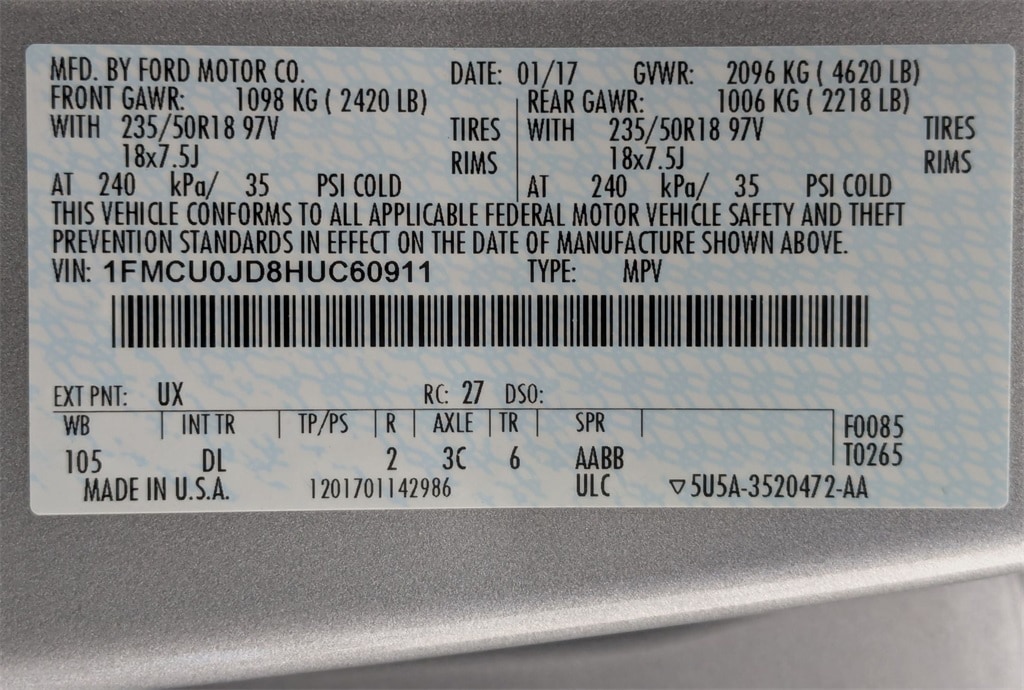 MFD. BY FORD MOTOR CO. DATE: 01/17 GVWR: 2096 KG ( 4620 LB)
FRONT GAWR: 1098 KG ( 2420 LB) REAR GAWR: 1006 KG ( 2218 LB)
WITH 235/50R18 97V TIRES WITH 235/50R18 97V TIRES
18x7.5J RIMS 18x7.5J RIMS
AT 240 kPa/ 35 PSI COLD AT 240 kPa/ 35 PSI COLD
THIS VEHICLE CONFORMS TO ALL APPLICABLE FEDERAL MOTOR VEHICLE SAFETY AND THEFT
PREVENTION STANDARDS IN EFFECT ON THE DATE OF MANUFACTURE SHOWN ABOVE.
VIN: 1FMCU0JD8HUC60911 TYPE: MPV
EXT PNT: UX RC: 27 DSO:
WB INT TR TP/PS R AXLE TR SPR F0085
105 DL 2 3C 6 AABB T0265
MADE IN U.S.A. 1201701142986 ULC ▽5U5A-3520472-AA